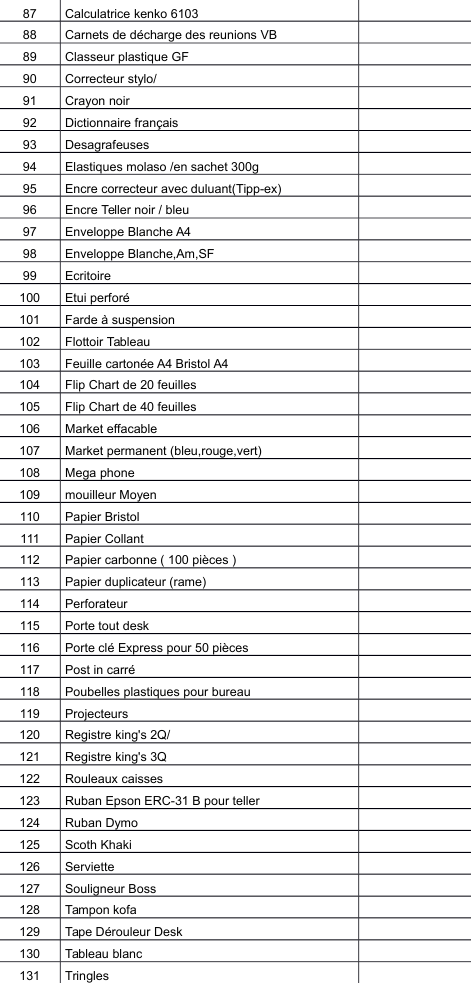 87 Calculatrice kenko 6103
88 Carnets de décharge des reunions VB
89 Classeur plastique GF
90 Correcteur stylo/
91 Crayon noir
92 Dictionnaire français
93 Desagrafeuses
94 Elastiques molaso /en sachet 300g
95 Encre correcteur avec duluant(Tipp-ex)
96 Encre Teller noir / bleu
97 Enveloppe Blanche A4
98 Enveloppe Blanche,Am,SF
99 Ecritoire
100 Etui perforé
101 Farde à suspension
102 Flottoir Tableau
103 Feuille cartonée A4 Bristol A4
104 Flip Chart de 20 feuilles
105 Flip Chart de 40 feuilles
106 Market effacable
107 Market permanent (bleu,rouge,vert)
108 Mega phone
109 mouilleur Moyen
110 Papier Bristol
111 Papier Collant
112 Papier carbonne ( 100 pièces )
113 Papier duplicateur (rame)
114 Perforateur
115 Porte tout desk
116 Porte clé Express pour 50 pièces
117 Post in carré
118 Poubelles plastiques pour bureau
119 Projecteurs
120 Registre king's 2Q/
121 Registre king's 3Q
122 Rouleaux caisses
123 Ruban Epson ERC-31 B pour teller
124 Ruban Dymo
125 Scoth Khaki
126 Serviette
127 Souligneur Boss
128 Tampon kofa
129 Tape Dérouleur Desk
130 Tableau blanc
131 Tringles